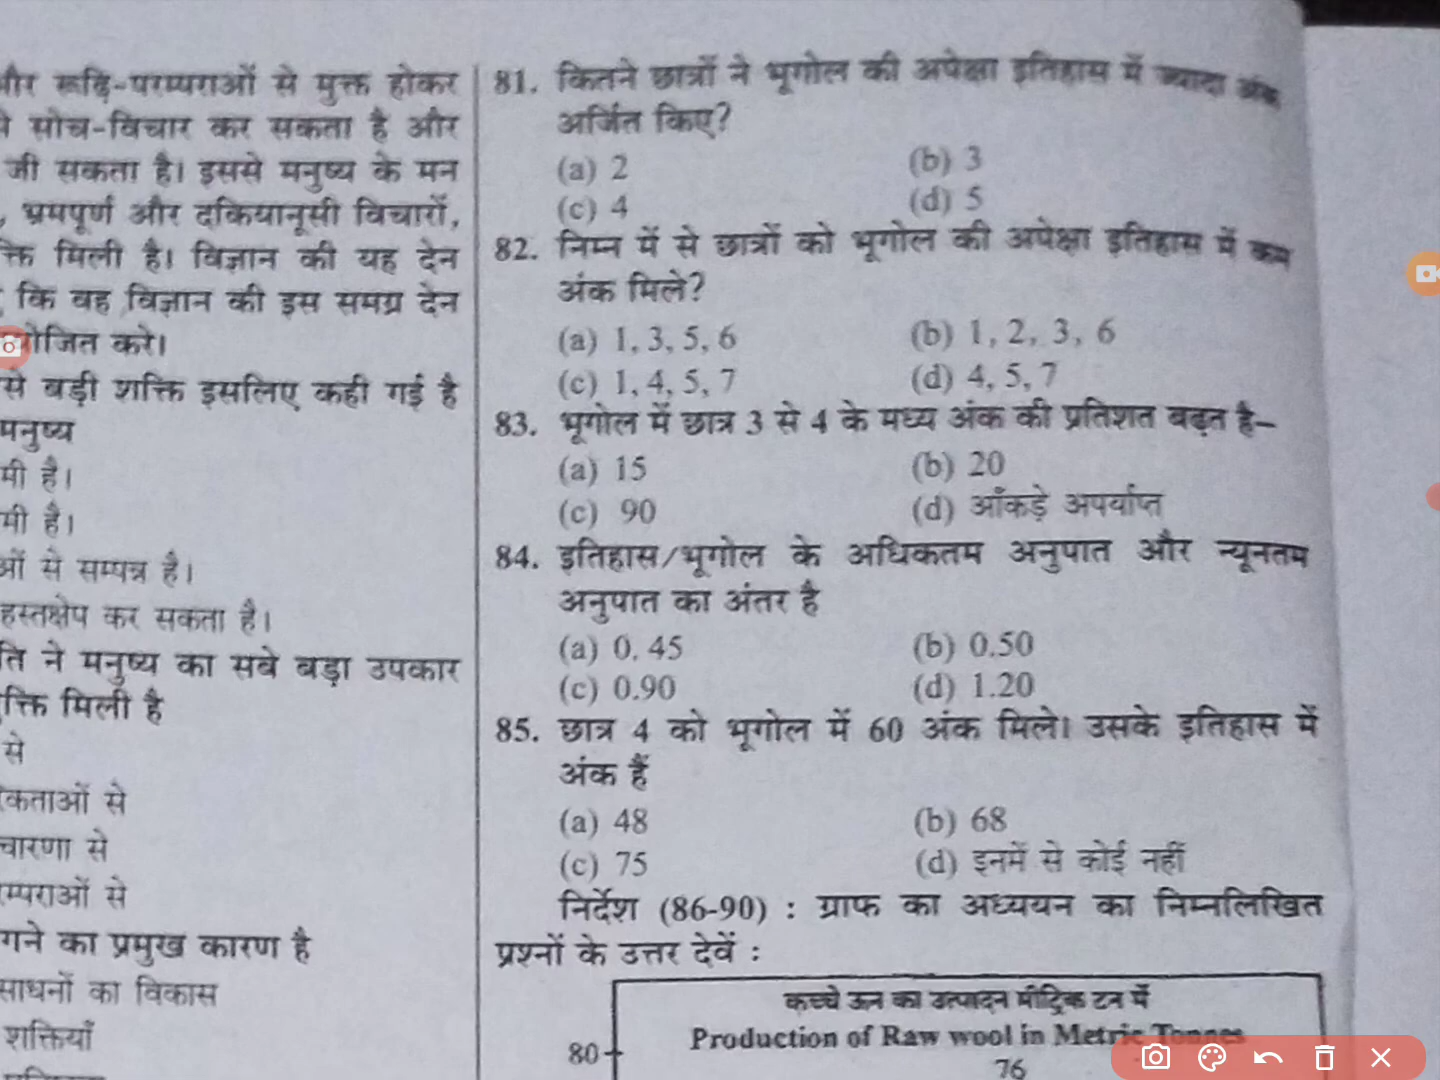 और रूढ़ि-परम्पराओं से मुक्त होकर
सोच-विचार कर सकता है और
जी सकता है। इससे मनुष्य के मन
, भ्रमपूर्ण और दकियानूसी विचारों,
क्ति मिली है। विज्ञान की यह देन
कि वह विज्ञान की इस समग्र देन
योजित करे।
से बड़ी शक्ति इसलिए कही गई है
मनुष्य
मी है।
मी है।
ओं से सम्पन्न है।
हस्तक्षेप कर सकता है।
ति ने मनुष्य का सबे बड़ा उपकार
क्ति मिली है
से
कताओं से
चारणा से
म्पराओं से
गने का प्रमुख कारण है
साधनों का विकास
शक्तियाँ
81. कितने छात्रों ने भूगोल की अपेक्षा इतिहास में ज्यादा अंक
अर्जित किए?
(a) 2 (b) 3
(c) 4 (d) 5
82. निम्न में से छात्रों को भूगोल की अपेक्षा इतिहास में कम
अंक मिले?
(a) 1, 3, 5, 6 (b) 1, 2, 3, 6
(c) 1, 4, 5, 7 (d) 4, 5, 7
83. भूगोल में छात्र 3 से 4 के मध्य अंक की प्रतिशत बढ़त है–
(a) 15 (b) 20
(c) 90 (d) आँकड़े अपर्याप्त
84. इतिहास/भूगोल के अधिकतम अनुपात और न्यूनतम
अनुपात का अंतर है
(a) 0. 45 (b) 0.50
(c) 0.90 (d) 1.20
85. छात्र 4 को भूगोल में 60 अंक मिले। उसके इतिहास में
अंक हैं
(a) 48 (b) 68
(c) 75 (d) इनमें से कोई नहीं
निर्देश (86-90) : ग्राफ का अध्ययन का निम्नलिखित
प्रश्नों के उत्तर देवें :
कच्चे ऊन का उत्पादन मीट्रिक टन में
Production of Raw wool in Metric Tonnes
80
76